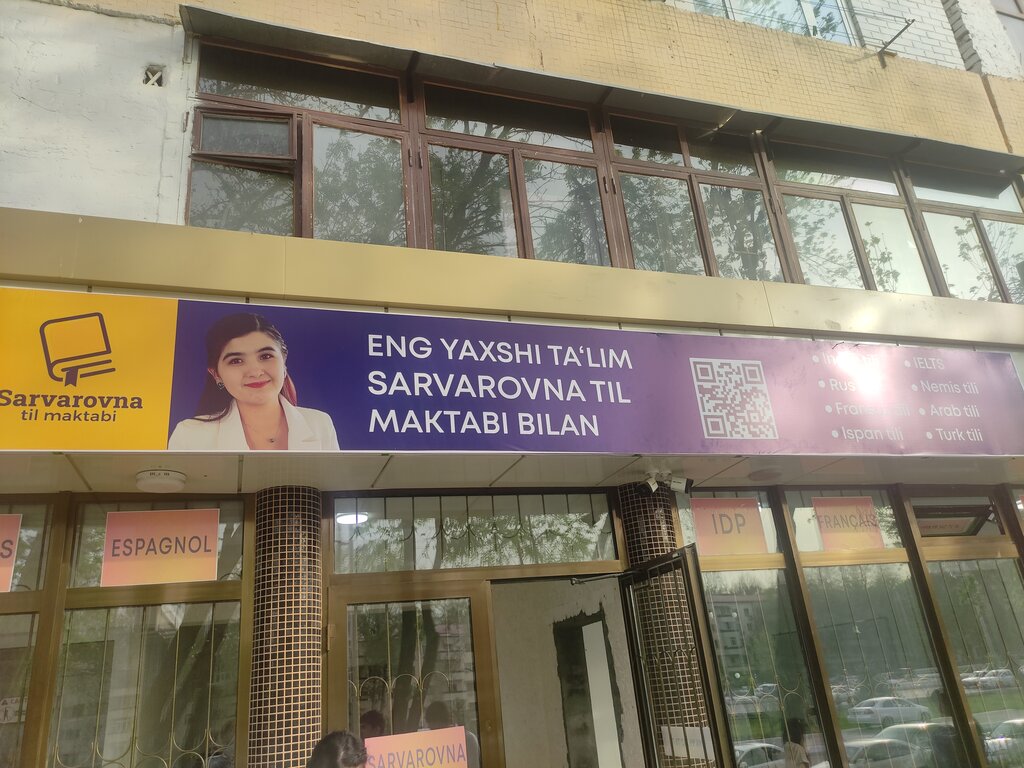 Sarvarovna
til maktabi
ENG YAXSHI TA‘LIM
SARVAROVNA TIL
MAKTABI BILAN
• IELTS
• Nemis tili
• Arab tili
• Ispan tili • Turk tili
ESPAGNOL
IDP
FRANÇAIS
SARVAROVNA